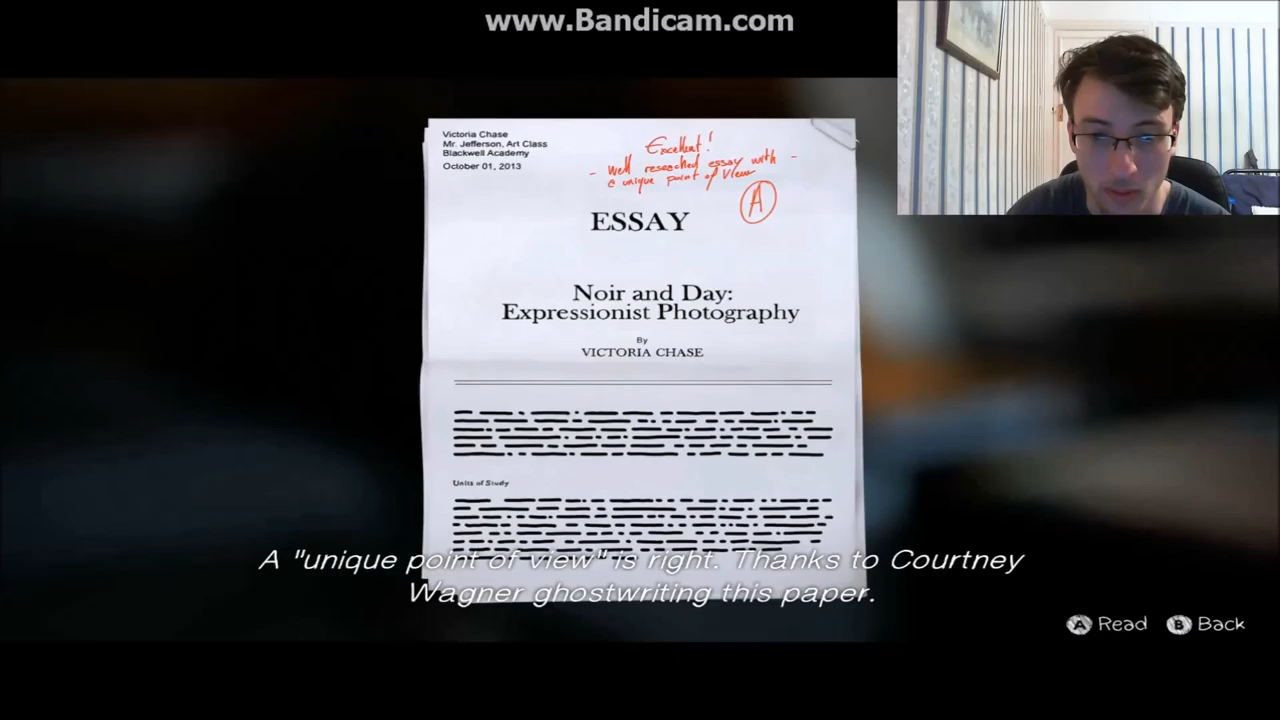 www.Bandicam.com
Victoria Chase
Mr. Jefferson, Art Class
Blackwell Academy
October 01, 2013
Excellent!
- Well researched essay with -
a unique point of view
A
ESSAY
Noir and Day:
Expressionist Photography
By
VICTORIA CHASE
Units of Study
A "unique point of view" is right. Thanks to Courtney
Wagner ghostwriting this paper.
A Read B Back